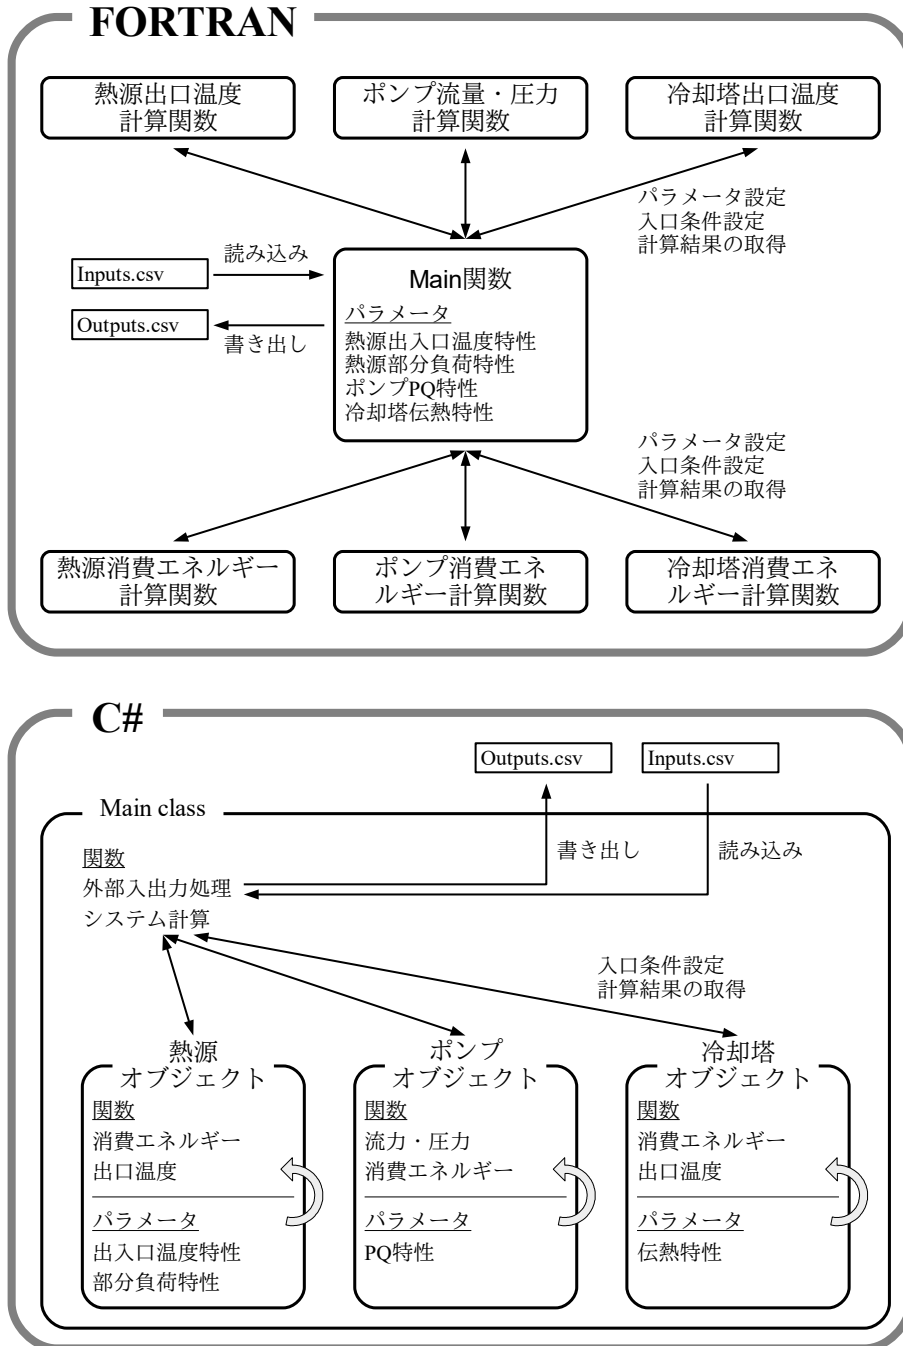 FORTRAN
熱源出口温度
計算関数
ポンプ流量・圧力
計算関数
冷却塔出口温度
計算関数
パラメータ設定
入口条件設定
計算結果の取得
Inputs.csv
読み込み
Outputs.csv
書き出し
Main関数
パラメータ
熱源出入口温度特性
熱源部分負荷特性
ポンプPQ特性
冷却塔伝熱特性
パラメータ設定
入口条件設定
計算結果の取得
熱源消費エネルギー
計算関数
ポンプ消費エネ
ルギー計算関数
冷却塔消費エネ
ルギー計算関数
C#
Outputs.csv
Inputs.csv
Main class
書き出し
読み込み
関数
外部入出力処理
システム計算
入口条件設定
計算結果の取得
熱源
オブジェクト
関数
消費エネルギー
出口温度
パラメータ
出入口温度特性
部分負荷特性
ポンプ
オブジェクト
関数
流力・圧力
消費エネルギー
パラメータ
PQ特性
冷却塔
オブジェクト
関数
消費エネルギー
出口温度
パラメータ
伝熱特性